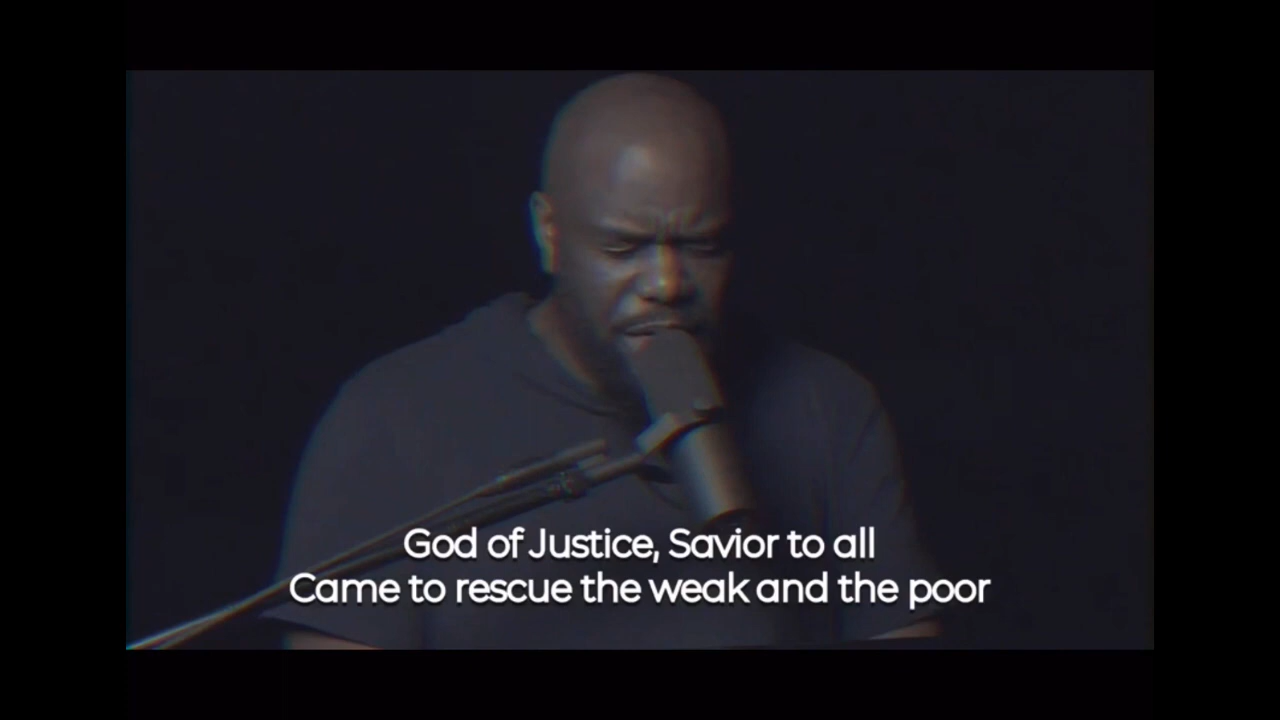 God of Justice, Savior to all
Came to rescue the weak and the poor